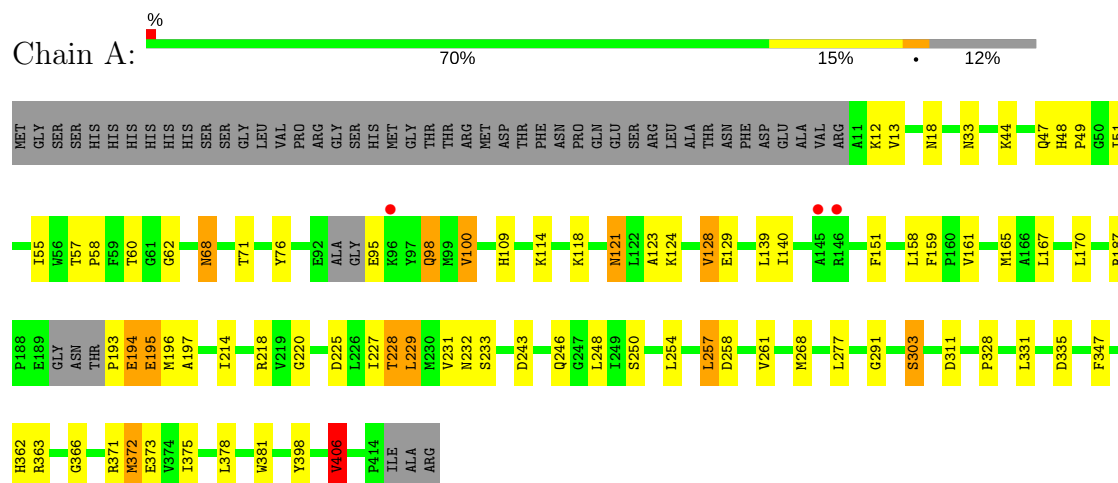 %
Chain A:
70% 15% • 12%
MET GLY SER SER HIS HIS HIS HIS HIS HIS SER SER GLY LEU VAL PRO ARG GLY SER HIS MET GLY THR THR ARG MET ASP THR PHE ASN PRO GLN GLU SER ARG LEU ALA THR ASN PHE ASP GLU ALA VAL ARG A11 K12 V13 N18 N33 K44 Q47 H48 P49 G50 I51
I55 W56 T57 P58 F59 T60 G61 G62 N68 T71 Y76 E92 ALA GLY E95 K96 Y97 Q98 M99 V100 H109 K114 K118 N121 L122 A123 K124 V128 E129 L139 I140 A145 R146 F151 L158 F159 P160 V161 M165 A166 L167 L170
P188 E189 GLY ASN THR P193 E194 E195 M196 A197 I214 R218 V219 G220 D225 L226 I227 T228 L229 M230 V231 N232 S233 D243 Q246 G247 L248 I249 S250 L254 L257 D258 V261 M268 L277 G291 S303 D311 P328 L331 D335 F347
H362 R363 G366 R371 M372 E373 V374 I375 L378 W381 Y398 V406 P414 ILE ALA ARG